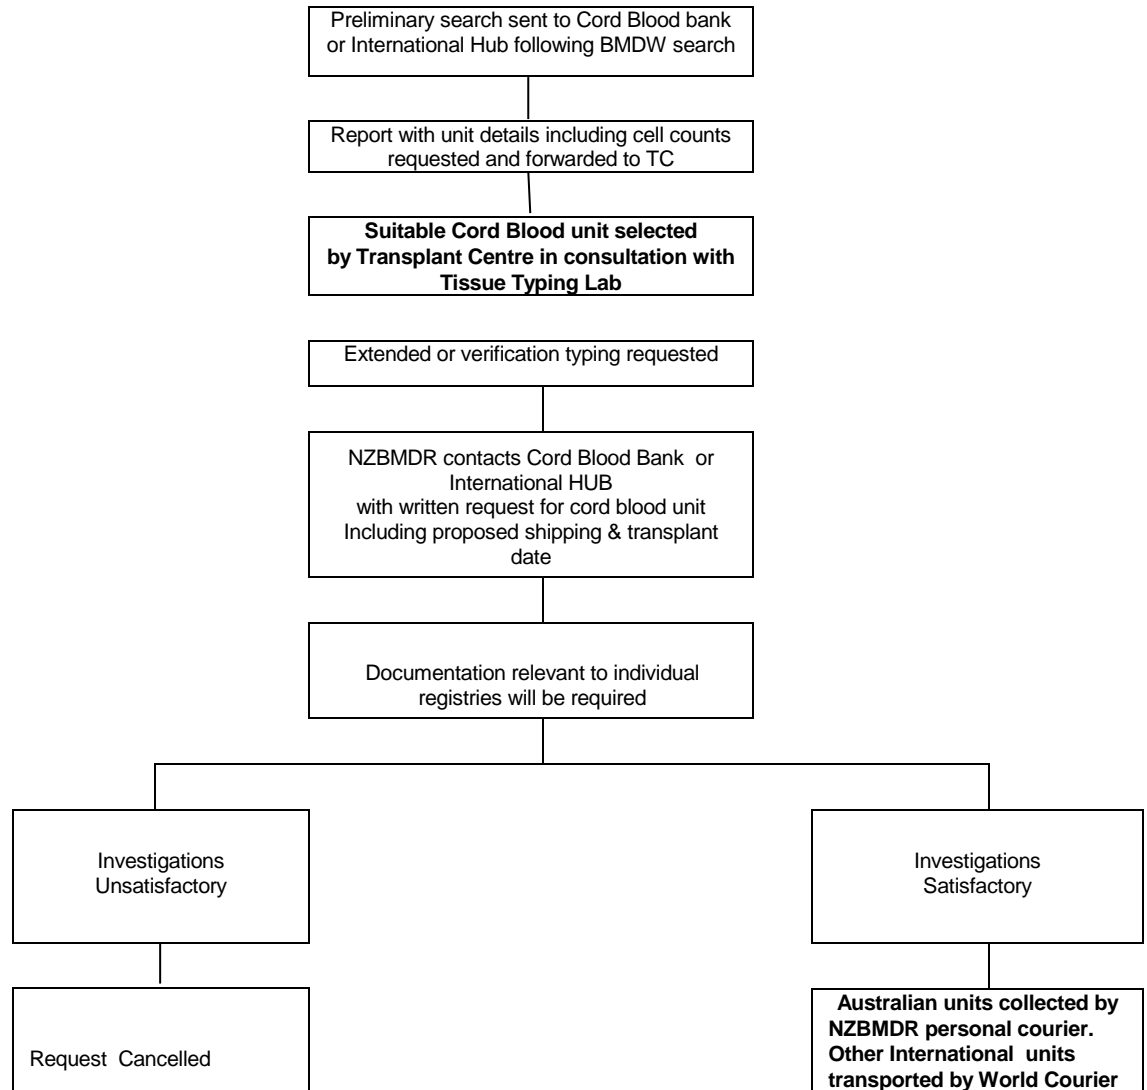 Preliminary search sent to Cord Blood bank
or International Hub following BMDW search
Report with unit details including cell counts
requested and forwarded to TC
Suitable Cord Blood unit selected
by Transplant Centre in consultation with
Tissue Typing Lab
Extended or verification typing requested
NZBMDR contacts Cord Blood Bank or
International HUB
with written request for cord blood unit
Including proposed shipping & transplant
date
Documentation relevant to individual
registries will be required
Investigations
Unsatisfactory
Investigations
Satisfactory
Request Cancelled
Australian units collected by
NZBMDR personal courier.
Other International units
transported by World Courier